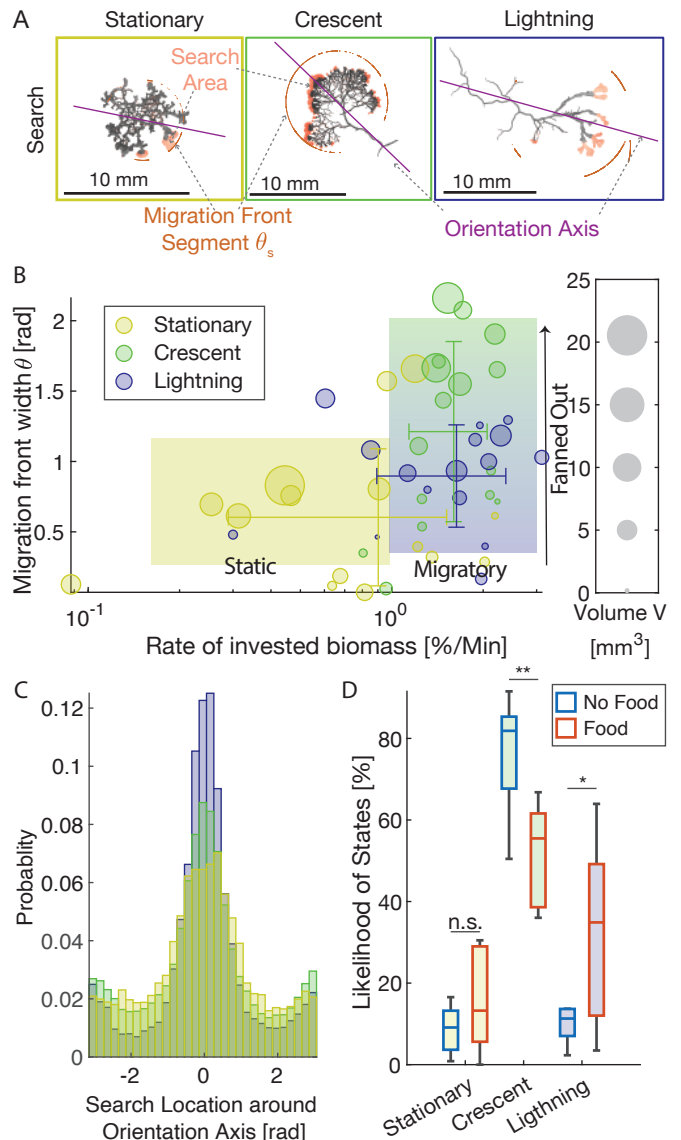 A
Stationary
Crescent
Lightning
Search
Search
Area
10 mm
10 mm
10 mm
Migration Front
Segment θs
Orientation Axis
B
Migration front width θ [rad]
2
1.5
1
0.5
Stationary
Crescent
Lightning
Static
Migratory
Fanned Out
10⁻¹
10⁰
Rate of invested biomass [%/Min]
25
20
15
10
5
0
Volume V
[mm³]
C
Probablity
0.12
0.1
0.08
0.06
0.04
0.02
0
-2
0
2
Search Location around
Orientation Axis [rad]
D
Likelihood of States [%]
80
60
40
20
0
**
No Food
Food
*
n.s.
Stationary
Crescent
Ligthning